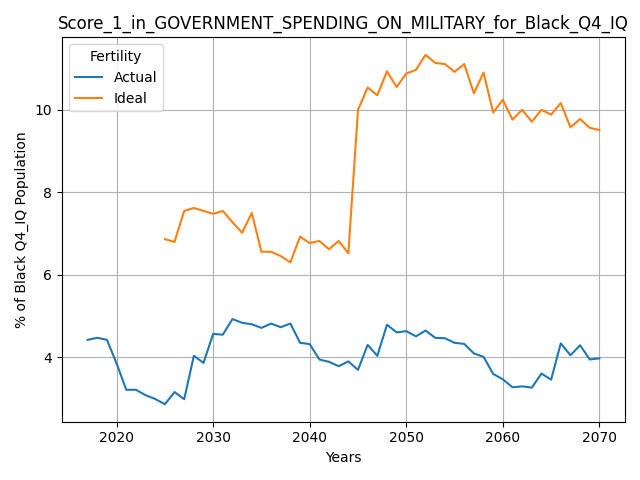 Score_1_in_GOVERNMENT_SPENDING_ON_MILITARY_for_Black_Q4_IQ
Fertility
Actual
Ideal
% of Black Q4_IQ Population
10
8
6
4
2020 2030 2040 2050 2060 2070
Years